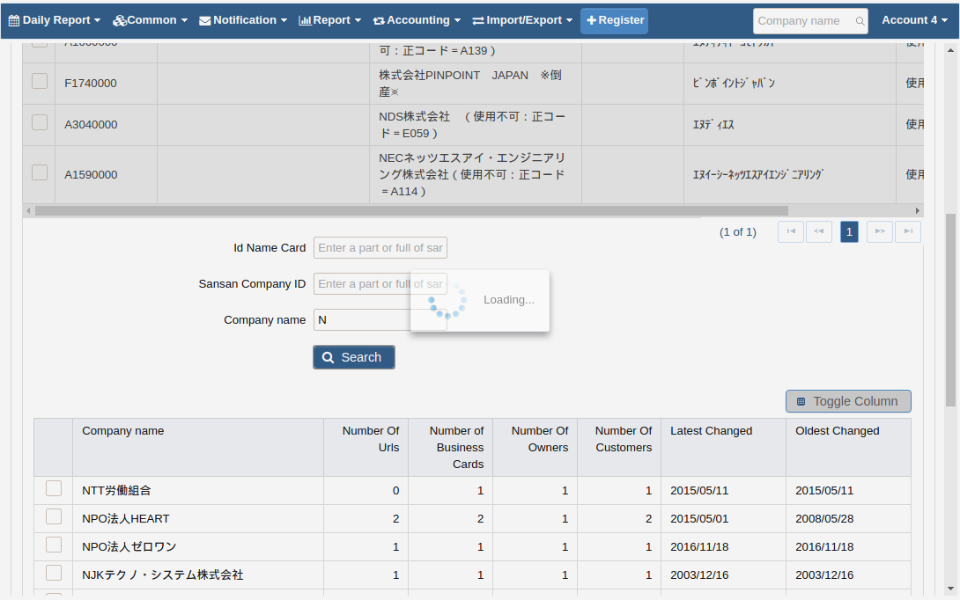 Daily Report Common Notification Report Accounting Import/Export Register Company name Account 4
可：正コード＝A139）
F1740000 株式会社PINPOINT　JAPAN　※倒産※ ﾋﾟﾝﾎﾟｲﾝﾄｼﾞｬﾊﾟﾝ 使用
A3040000 NDS株式会社　（使用不可：正コード＝E059） ｴﾇﾃﾞｨｴｽ 使用
A1590000 NECネッツエスアイ・エンジニアリング株式会社（使用不可：正コード＝A114） ｴﾇｲｰｼｰﾈｯﾂｴｽｱｲｴﾝｼﾞﾆｱﾘﾝｸﾞ 使用
(1 of 1) 1
Id Name Card Enter a part or full of sar
Sansan Company ID Enter a part or full of sar
Loading...
Company name N
Search
Toggle Column
Company name Number Of Urls Number of Business Cards Number Of Owners Number Of Customers Latest Changed Oldest Changed
NTT労働組合 0 1 1 1 2015/05/11 2015/05/11
NPO法人HEART 2 2 1 2 2015/05/01 2008/05/28
NPO法人ゼロワン 1 1 1 1 2016/11/18 2016/11/18
NJKテクノ・システム株式会社 1 1 1 1 2003/12/16 2003/12/16